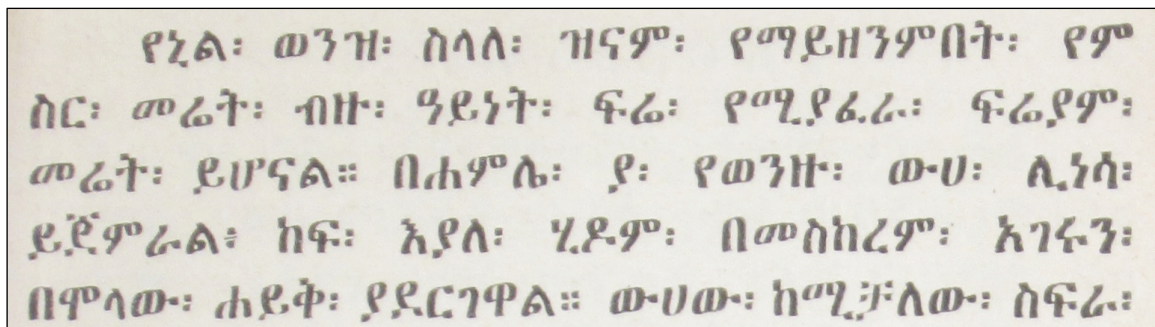 የኒል፡ ወንዝ፡ ስላለ፡ ዝናም፡ የማይዘንምበት፡ የም
ስር፡ መሬት፡ ብዙ፡ ዓይነት፡ ፍሬ፡ የሚያፈራ፡ ፍሬያም፡
መሬት፡ ይሆናል። በሐምሌ፡ ያ፡ የወንዙ፡ ውሀ፡ ሊነሳ፡
ይጀምራል፥ ከፍ፡ እያለ፡ ሂዶም፡ በመስከረም፡ አገሩን፡
በሞላው፡ ሐይቅ፡ ያደርገዋል። ውሀው፡ ከሚቻለው፡ ስፍራ፡